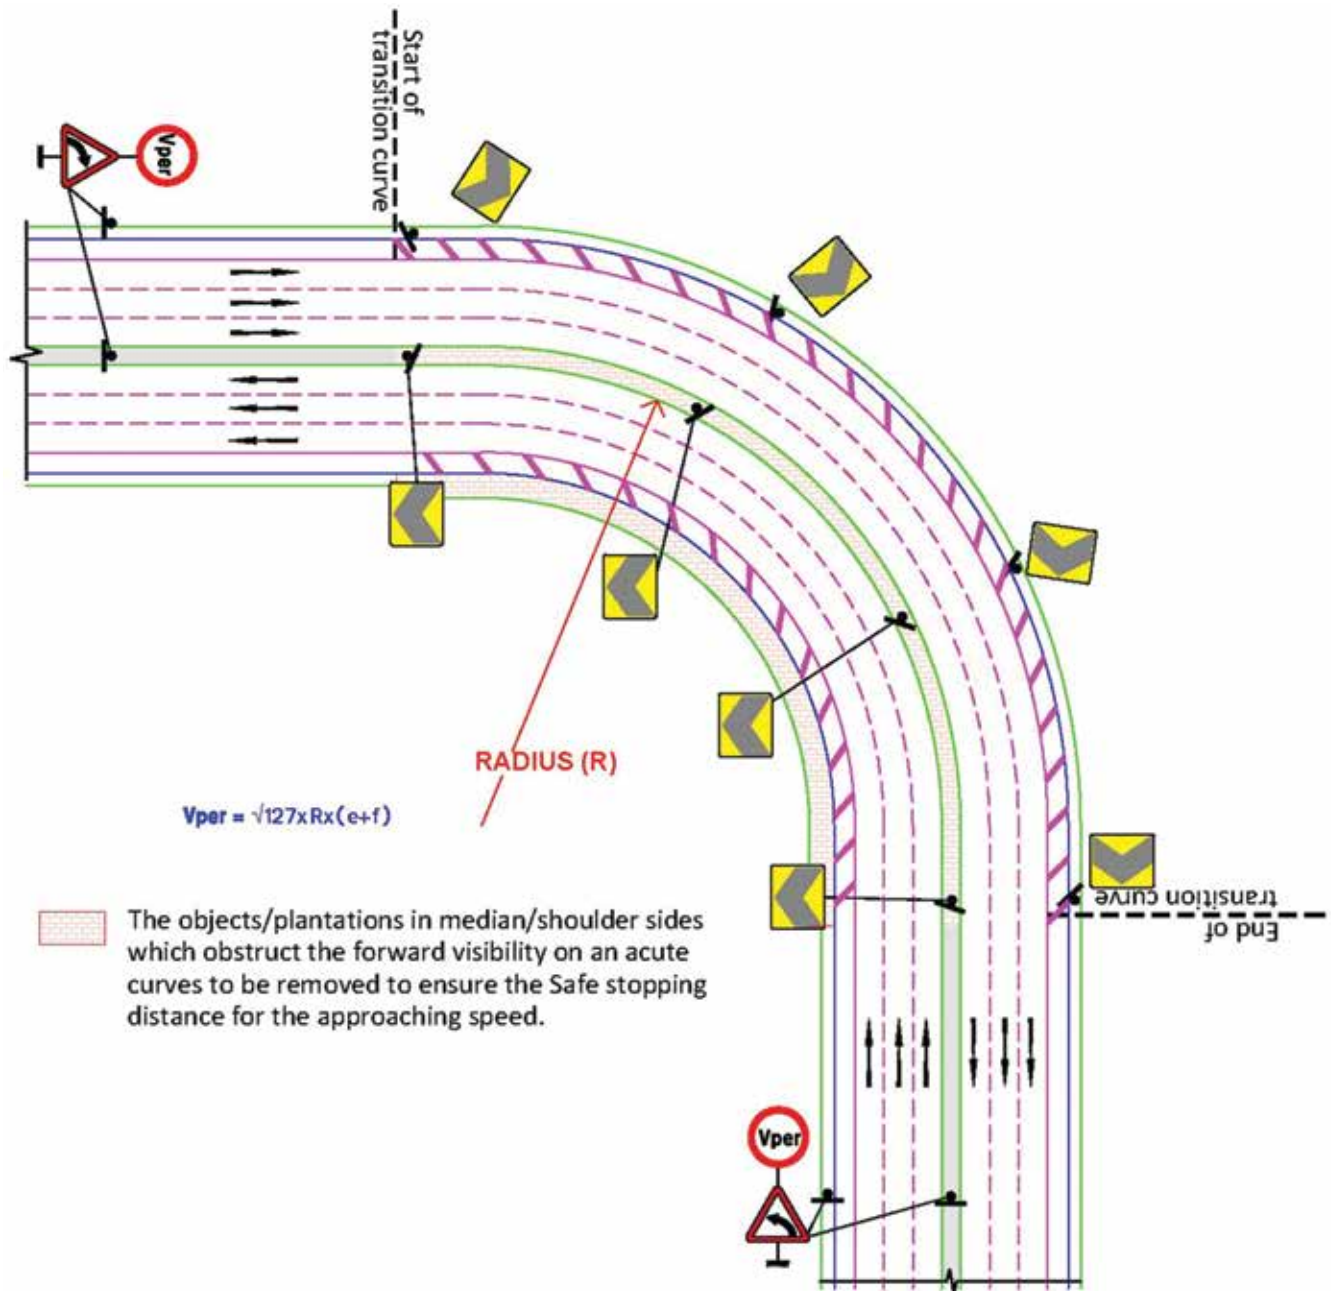 Start of
transition curve
Vper
RADIUS (R)
Vper = √127xRx(e+f)
End of
transition curve
The objects/plantations in median/shoulder sides
which obstruct the forward visibility on an acute
curves to be removed to ensure the Safe stopping
distance for the approaching speed.
Vper